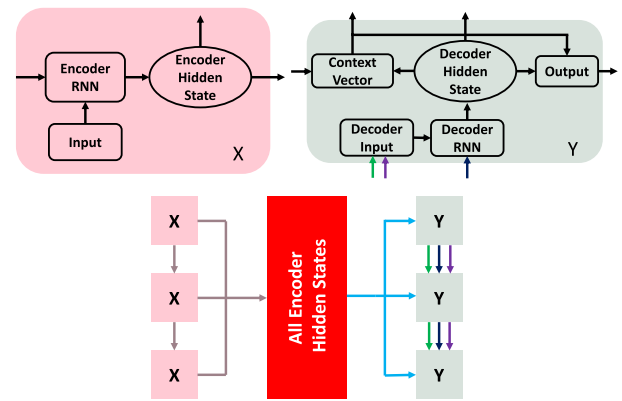 Encoder
RNN
Encoder
Hidden
State
Input
X
Context
Vector
Decoder
Hidden
State
Output
Decoder
Input
Decoder
RNN
Y
X
X
X
All Encoder
Hidden States
Y
Y
Y